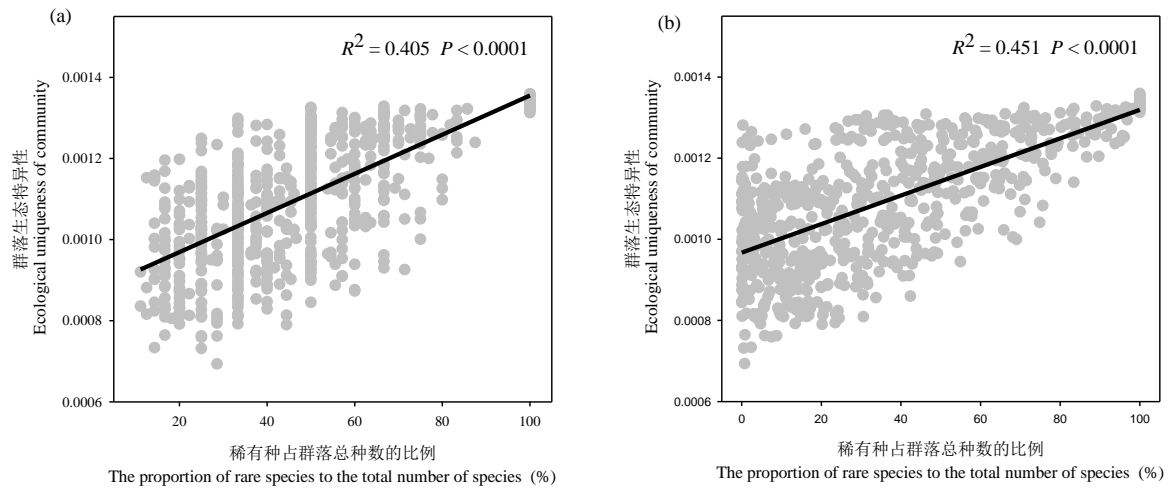 (a)
R² = 0.405 P < 0.0001
0.0014
0.0012
0.0010
0.0008
0.0006
群落生态特异性
Ecological uniqueness of community
20 40 60 80 100
稀有种占群落总种数的比例
The proportion of rare species to the total number of species (%)
(b)
R² = 0.451 P < 0.0001
0.0014
0.0012
0.0010
0.0008
0.0006
群落生态特异性
Ecological uniqueness of community
0 20 40 60 80 100
稀有种占群落总种数的比例
The proportion of rare species to the total number of species (%)